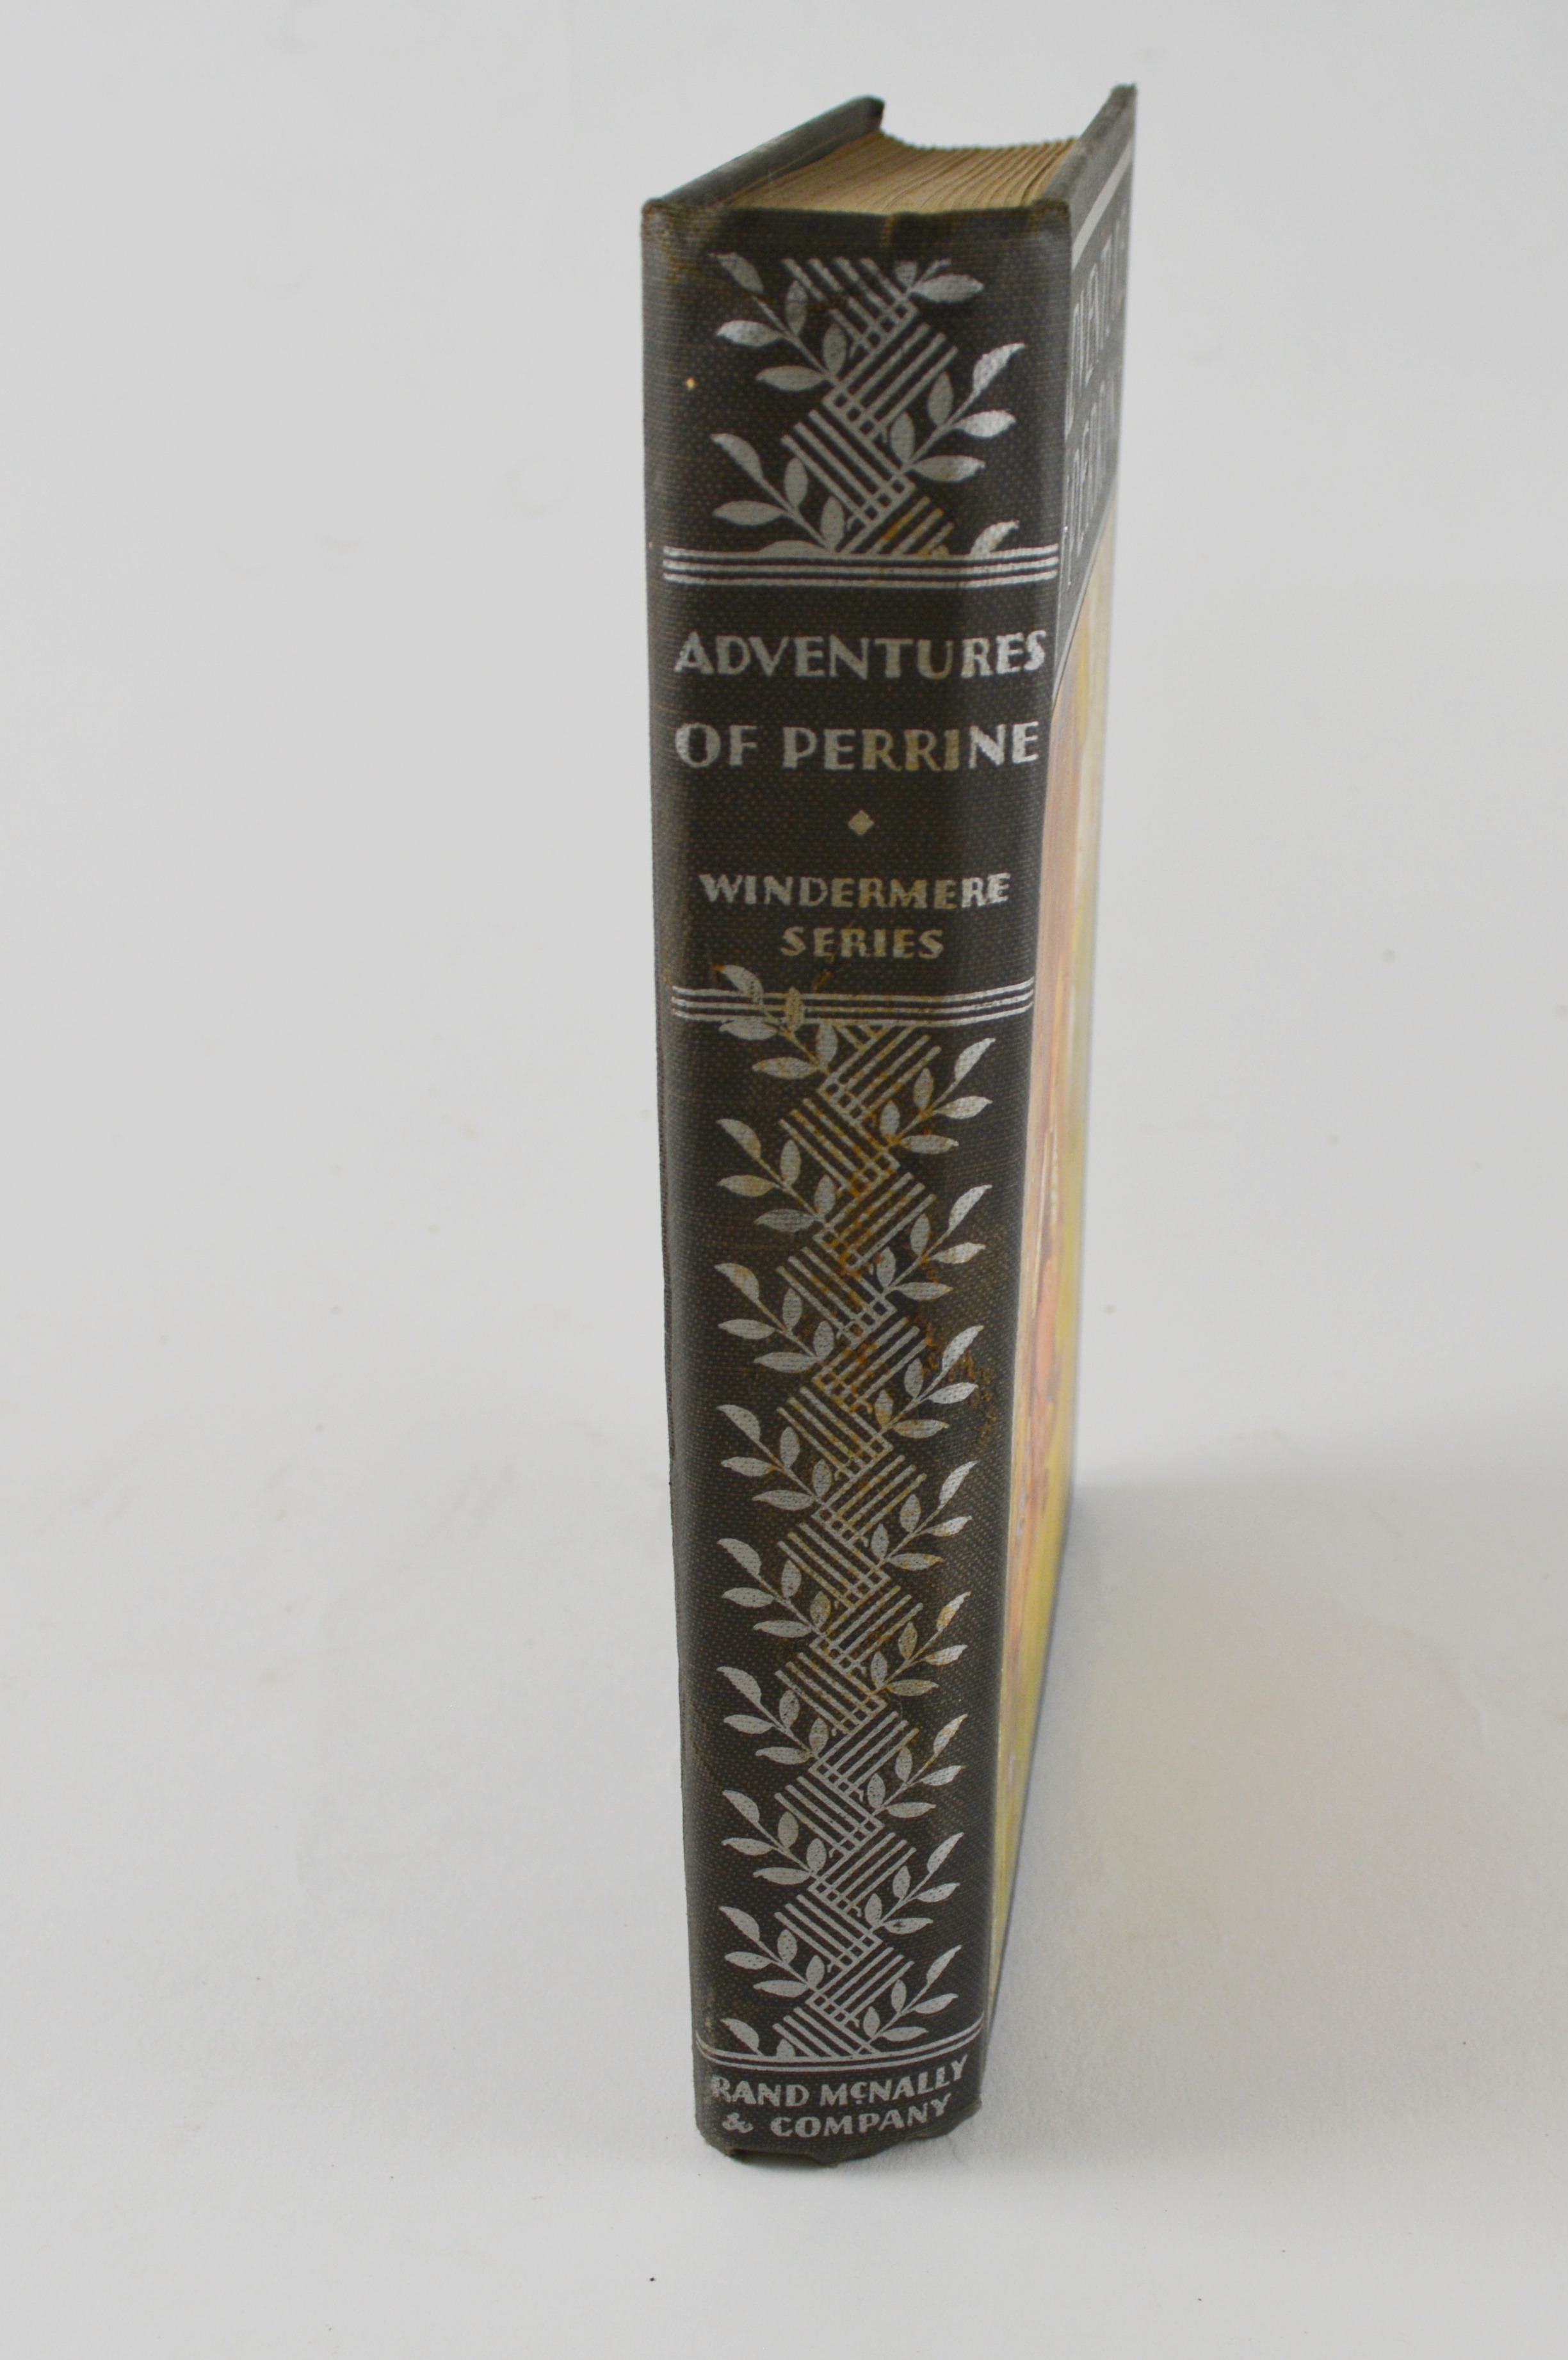 ADVENTURES
OF PERRINE
WINDERMERE
SERIES
RAND McNALLY
& COMPANY